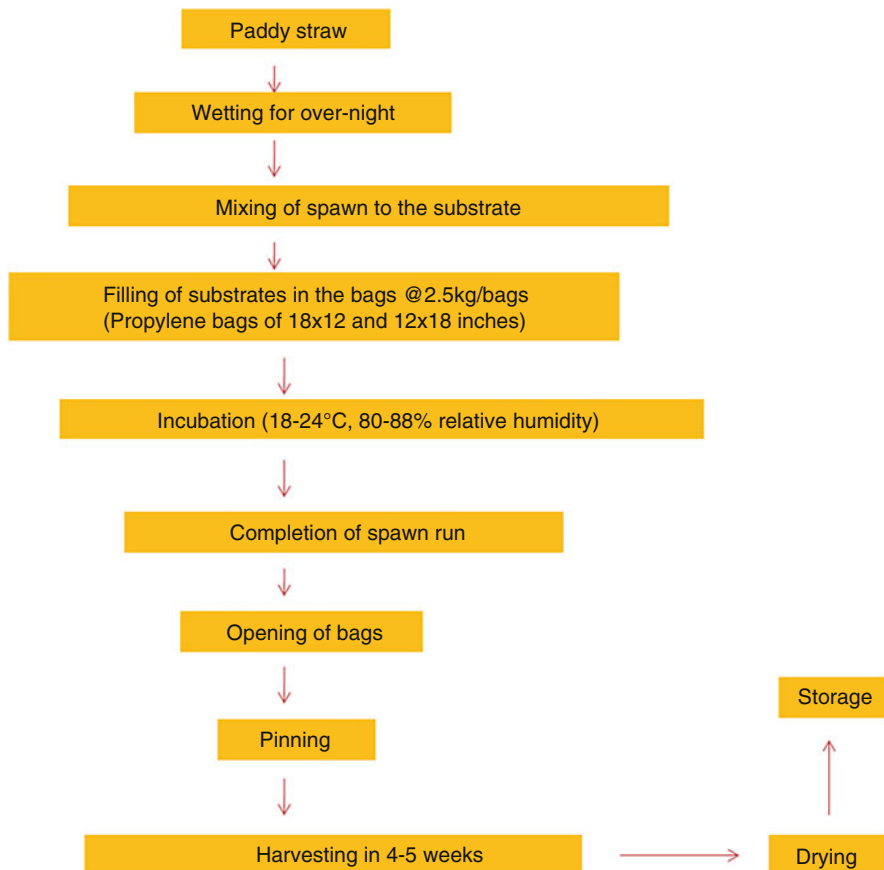 Paddy straw
Wetting for over-night
Mixing of spawn to the substrate
Filling of substrates in the bags @2.5kg/bags
(Propylene bags of 18x12 and 12x18 inches)
Incubation (18-24°C, 80-88% relative humidity)
Completion of spawn run
Opening of bags
Pinning
Harvesting in 4-5 weeks
Drying
Storage